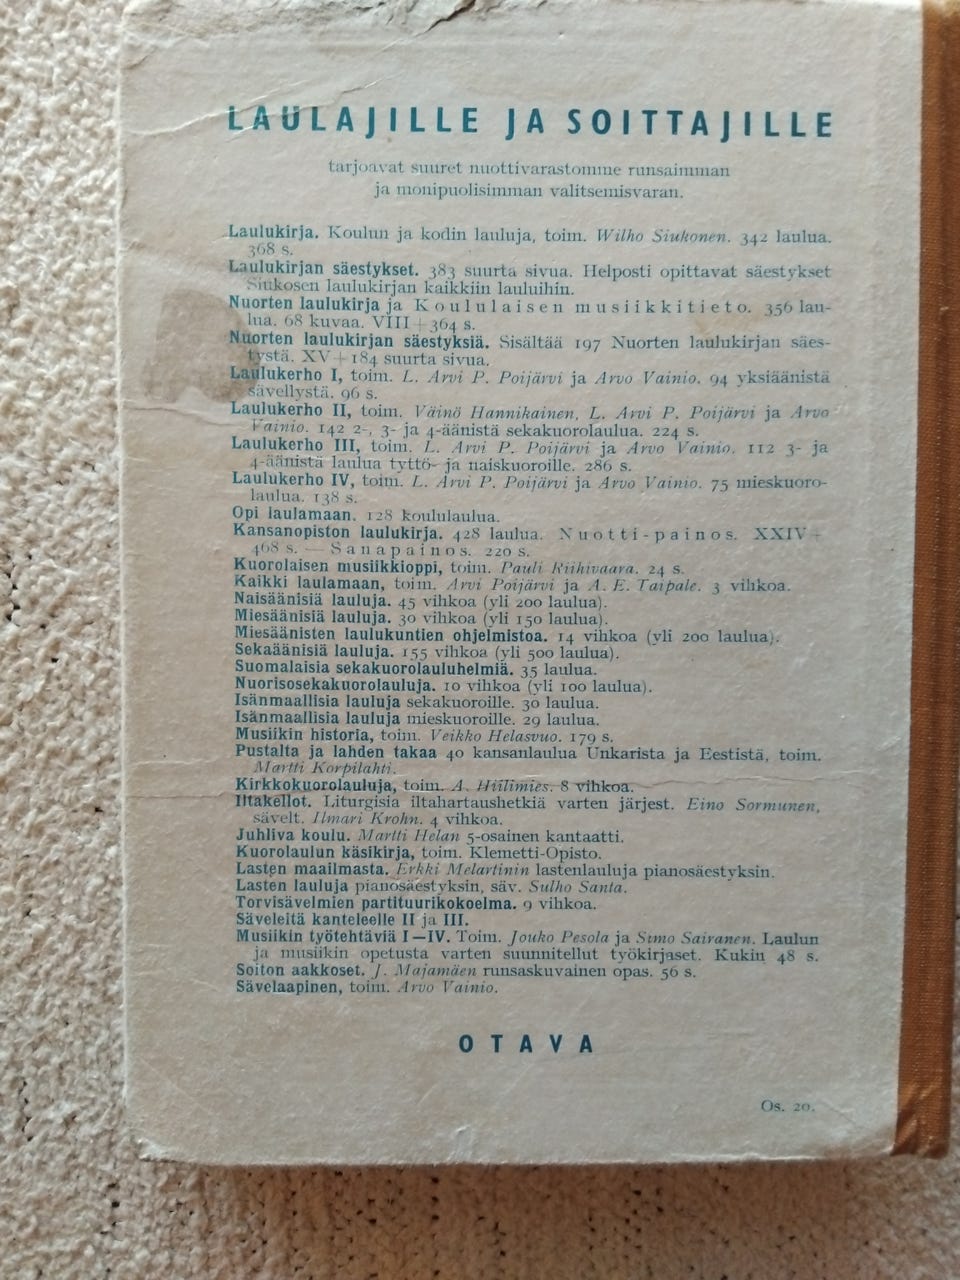 LAULAJILLE JA SOITTAJILLE
tarjoavat suuret nuottivarastomme runsaimman
ja monipuolisimman valitsemisvaran.
Laulukirja. Koulun ja kodin lauluja, toim. Wilho Siukonen. 342 laulua.
368 s.
Laulukirjan säestykset. 383 suurta sivua. Helposti opittavat säestykset
Siukosen laulukirjan kaikkiin lauluihin.
Nuorten laulukirja ja Koululaisen musiikkitieto. 356 lau-
lua. 68 kuvaa. VIII + 364 s.
Nuorten laulukirjan säestyksiä. Sisältää 197 Nuorten laulukirjan säes-
tystä. XV + 184 suurta sivua.
Laulukerho I, toim. L. Arvi P. Poijärvi ja Arvo Vainio. 94 yksiäänistä
sävellystä. 96 s.
Laulukerho II, toim. Väinö Hannikainen, L. Arvi P. Poijärvi ja Arvo
Vainio. 142 2-, 3- ja 4-äänistä sekakuorolaulua. 224 s.
Laulukerho III, toim. L. Arvi P. Poijärvi ja Arvo Vainio. 112 3- ja
4-äänistä laulua tyttö- ja naiskuoroille. 286 s.
Laulukerho IV, toim. L. Arvi P. Poijärvi ja Arvo Vainio. 75 mieskuoro-
laulua. 138 s.
Opi laulamaan. 128 koululaulua.
Kansanopiston laulukirja. 428 laulua. Nuotti-painos. XXIV +
468 s. — Sanapainos. 220 s.
Kuorolaisen musiikkioppi, toim. Pauli Riihivaara. 24 s.
Kaikki laulamaan, toim. Arvi Poijärvi ja A. E. Taipale. 3 vihkoa.
Naisäänisiä lauluja. 45 vihkoa (yli 200 laulua).
Miesäänisiä lauluja. 30 vihkoa (yli 150 laulua).
Miesäänisten laulukuntien ohjelmistoa. 14 vihkoa (yli 200 laulua).
Sekaäänisiä lauluja. 155 vihkoa (yli 500 laulua).
Suomalaisia sekakuorolauluhelmiä. 35 laulua.
Nuorisosekakuorolauluja. 10 vihkoa (yli 100 laulua).
Isänmaallisia lauluja sekakuoroille. 30 laulua.
Isänmaallisia lauluja mieskuoroille. 29 laulua.
Musiikin historia, toim. Veikko Helasvuo. 179 s.
Pustalta ja lahden takaa 40 kansanlaulua Unkarista ja Eestistä, toim.
Martti Korpilahti.
Kirkkokuorolauluja, toim. A. Hiilimies. 8 vihkoa.
Iltakellot. Liturgisia iltahartaushetkiä varten järjest. Eino Sormunen,
sävelt. Ilmari Krohn. 4 vihkoa.
Juhliva koulu. Martti Helan 5-osainen kantaatti.
Kuorolaulun käsikirja, toim. Klemetti-Opisto.
Lasten maailmasta. Erkki Melartinin lastenlauluja pianosäestyksin.
Lasten lauluja pianosäestyksin, säv. Sulho Santa.
Torvisävelmien partituurikokoelma. 9 vihkoa.
Säveleitä kanteleelle II ja III.
Musiikin työtehtäviä I—IV. Toim. Jouko Pesola ja Simo Sairanen. Laulun
ja musiikin opetusta varten suunnitellut työkirjaset. Kukin 48 s.
Soiton aakkoset. J. Majamäen runsaskuvainen opas. 56 s.
Sävelaapinen, toim. Arvo Vainio.
OTAVA
Os. 20.